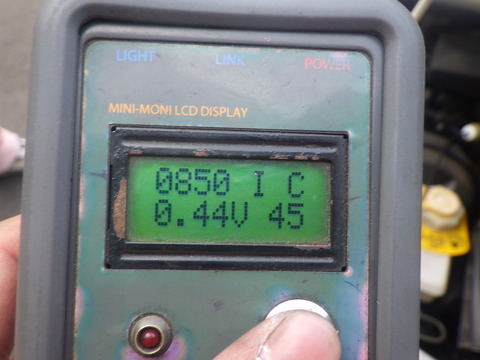 LIGHT LINK POWER
MINI-MONI LCD DISPLAY
0850 I C
0.44V 45